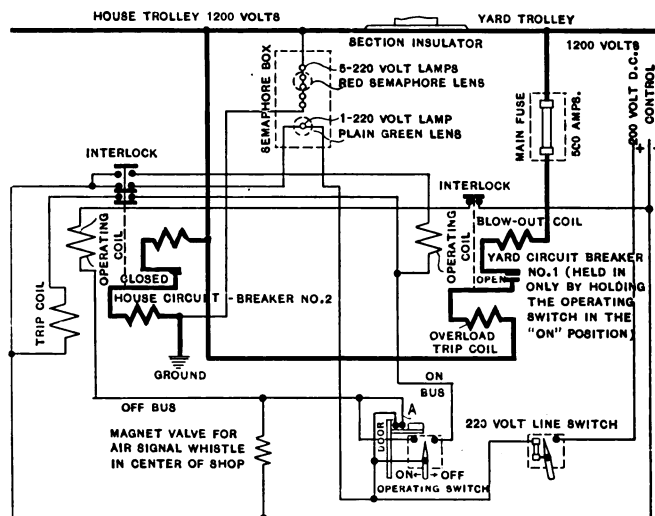 HOUSE TROLLEY 1200 VOLTS
YARD TROLLEY
SECTION INSULATOR
1200 VOLTS
SEMAPHORE BOX
5-220 VOLT LAMPS
RED SEMAPHORE LENS
1-220 VOLT LAMP
PLAIN GREEN LENS
MAIN FUSE
500 AMPS.
200 VOLT D.C.
CONTROL
+
-
INTERLOCK
INTERLOCK
OPERATING
COIL
OPERATING
COIL
BLOW-OUT COIL
YARD CIRCUIT BREAKER
NO.1 (HELD IN
ONLY BY HOLDING
THE OPERATING
SWITCH IN THE
"ON" POSITION)
OPEN
CLOSED
HOUSE CIRCUIT-BREAKER NO.2
TRIP COIL
OVERLOAD
TRIP COIL
GROUND
ON
BUS
OFF BUS
A
MAGNET VALVE FOR
AIR SIGNAL WHISTLE
IN CENTER OF SHOP
DOOR
220 VOLT LINE SWITCH
ON OFF
OPERATING SWITCH